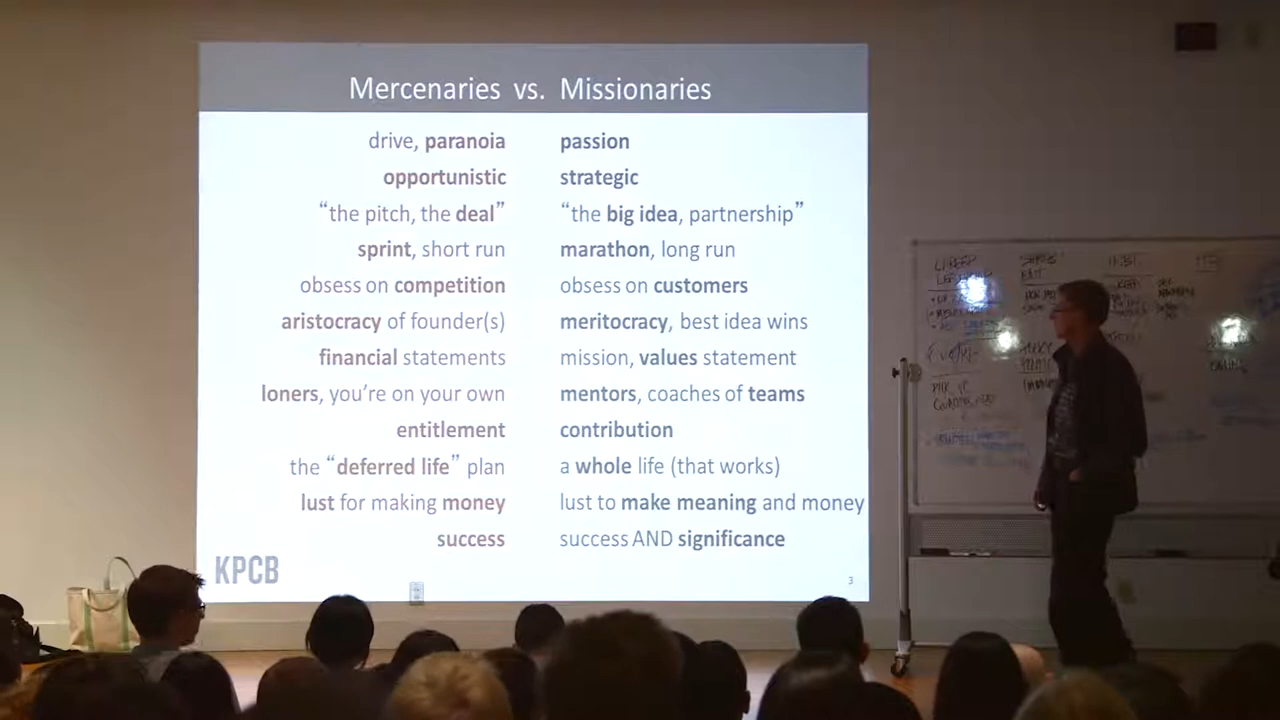 Mercenaries vs. Missionaries
drive, paranoia passion
opportunistic strategic
“the pitch, the deal” “the big idea, partnership”
sprint, short run marathon, long run
obsess on competition obsess on customers
aristocracy of founder(s) meritocracy, best idea wins
financial statements mission, values statement
loners, you’re on your own mentors, coaches of teams
entitlement contribution
the “deferred life” plan a whole life (that works)
lust for making money lust to make meaning and money
success success AND significance
KPCB
3